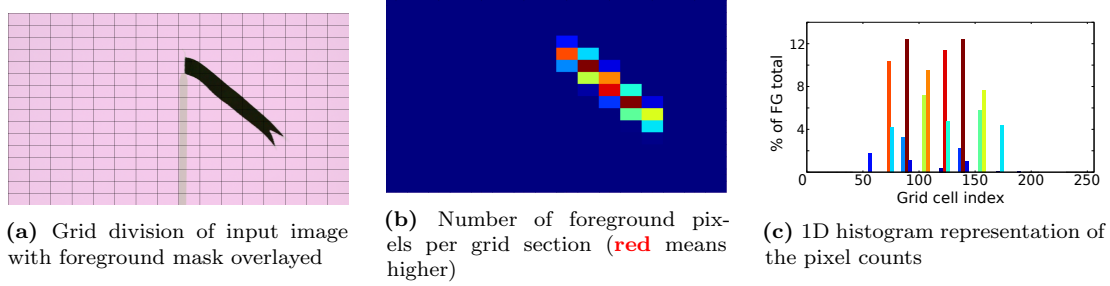 12
8
4
% of FG total
0
50
100
150
200
250
Grid cell index
(a) Grid division of input image
with foreground mask overlayed
(b) Number of foreground pix-
els per grid section (red means
higher)
(c) 1D histogram representation of
the pixel counts